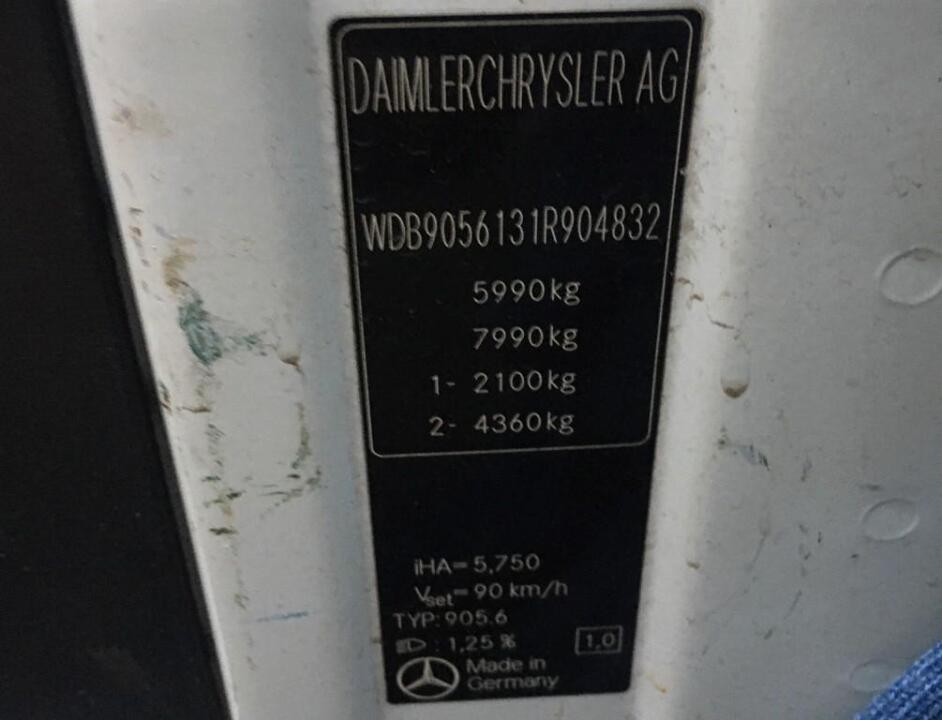 DAIMLERCHRYSLER AG
WDB9056131R904832
5990kg
7990kg
1- 2100kg
2- 4360kg
iHA= 5,750
Vset= 90 km/h
TYP: 905.6
: 1,25 % 1,0
Made in
Germany